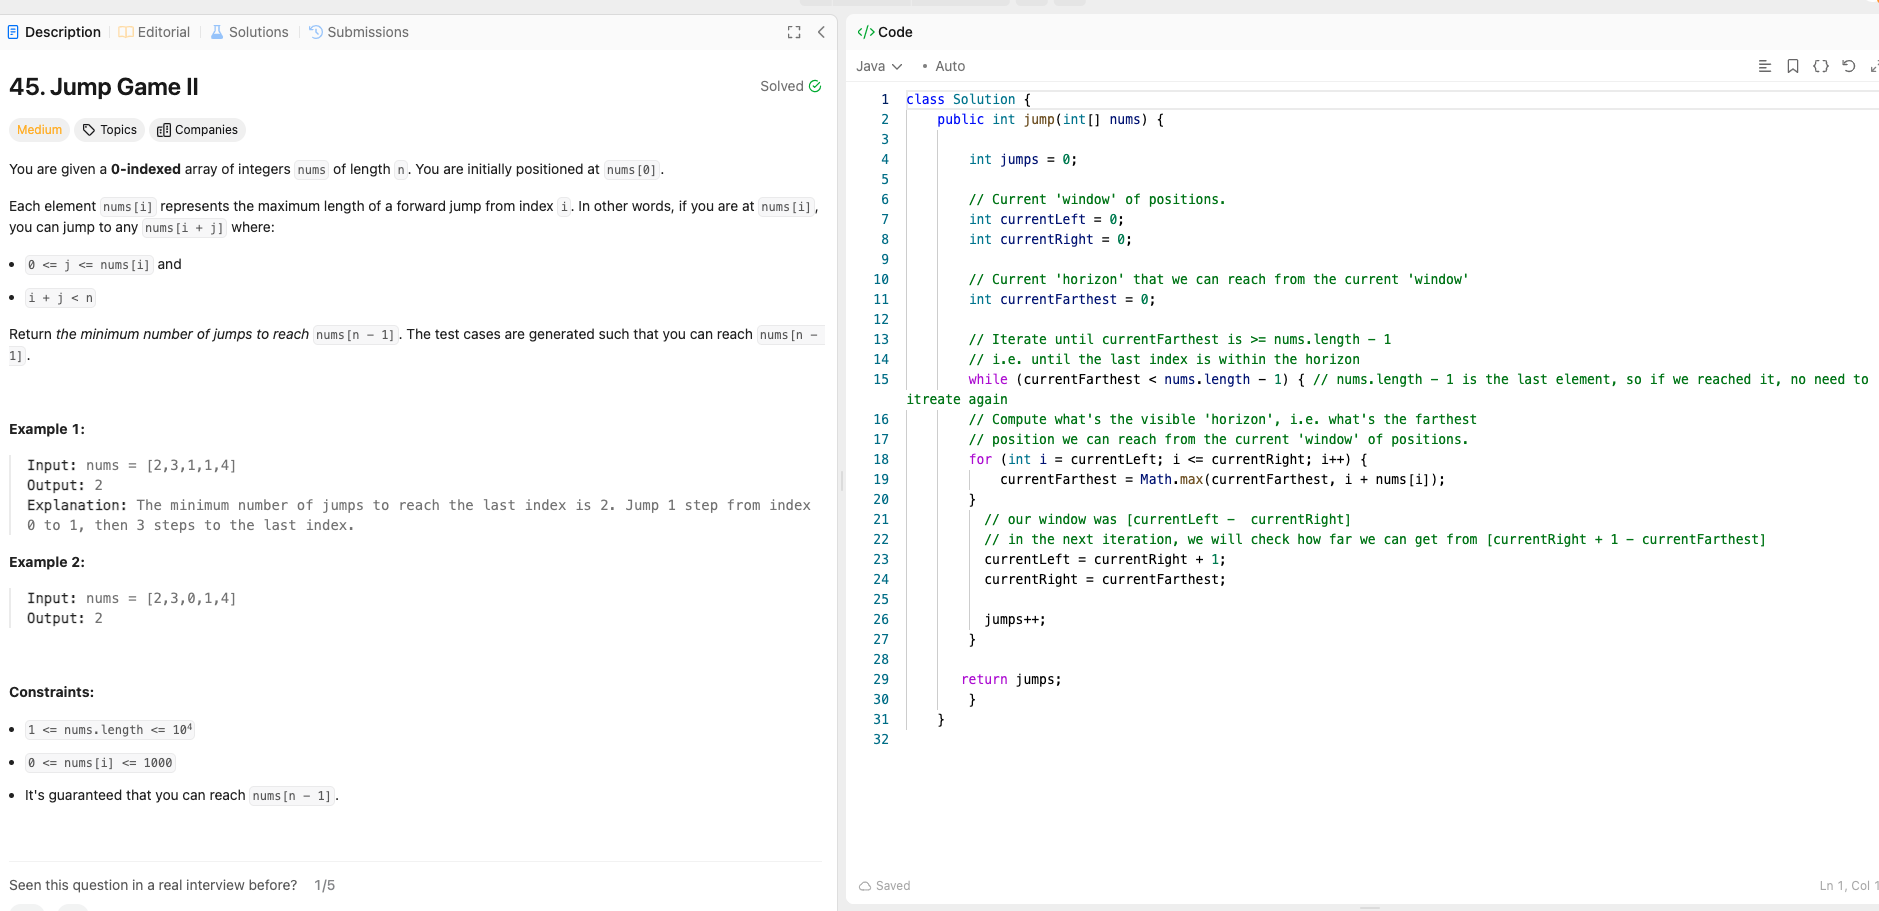 Description Editorial Solutions Submissions
45. Jump Game II
Solved
Medium Topics Companies
You are given a 0-indexed array of integers nums of length n. You are initially positioned at nums[0].
Each element nums[i] represents the maximum length of a forward jump from index i. In other words, if you are at nums[i],
you can jump to any nums[i + j] where:
• 0 <= j <= nums[i] and
• i + j < n
Return the minimum number of jumps to reach nums[n - 1]. The test cases are generated such that you can reach nums[n -
1].
Example 1:
Input: nums = [2,3,1,1,4]
Output: 2
Explanation: The minimum number of jumps to reach the last index is 2. Jump 1 step from index
0 to 1, then 3 steps to the last index.
Example 2:
Input: nums = [2,3,0,1,4]
Output: 2
Constraints:
• 1 <= nums.length <= 10⁴
• 0 <= nums[i] <= 1000
• It's guaranteed that you can reach nums[n - 1].
Seen this question in a real interview before? 1/5
</> Code
Java • Auto
1 class Solution {
2     public int jump(int[] nums) {
3
4         int jumps = 0;
5
6         // Current 'window' of positions.
7         int currentLeft = 0;
8         int currentRight = 0;
9
10         // Current 'horizon' that we can reach from the current 'window'
11         int currentFarthest = 0;
12
13         // Iterate until currentFarthest is >= nums.length - 1
14         // i.e. until the last index is within the horizon
15         while (currentFarthest < nums.length - 1) { // nums.length - 1 is the last element, so if we reached it, no need to
itreate again
16         // Compute what's the visible 'horizon', i.e. what's the farthest
17         // position we can reach from the current 'window' of positions.
18         for (int i = currentLeft; i <= currentRight; i++) {
19             currentFarthest = Math.max(currentFarthest, i + nums[i]);
20         }
21           // our window was [currentLeft -  currentRight]
22           // in the next iteration, we will check how far we can get from [currentRight + 1 - currentFarthest]
23           currentLeft = currentRight + 1;
24           currentRight = currentFarthest;
25
26           jumps++;
27         }
28
29        return jumps;
30         }
31     }
32
Saved
Ln 1, Col 1